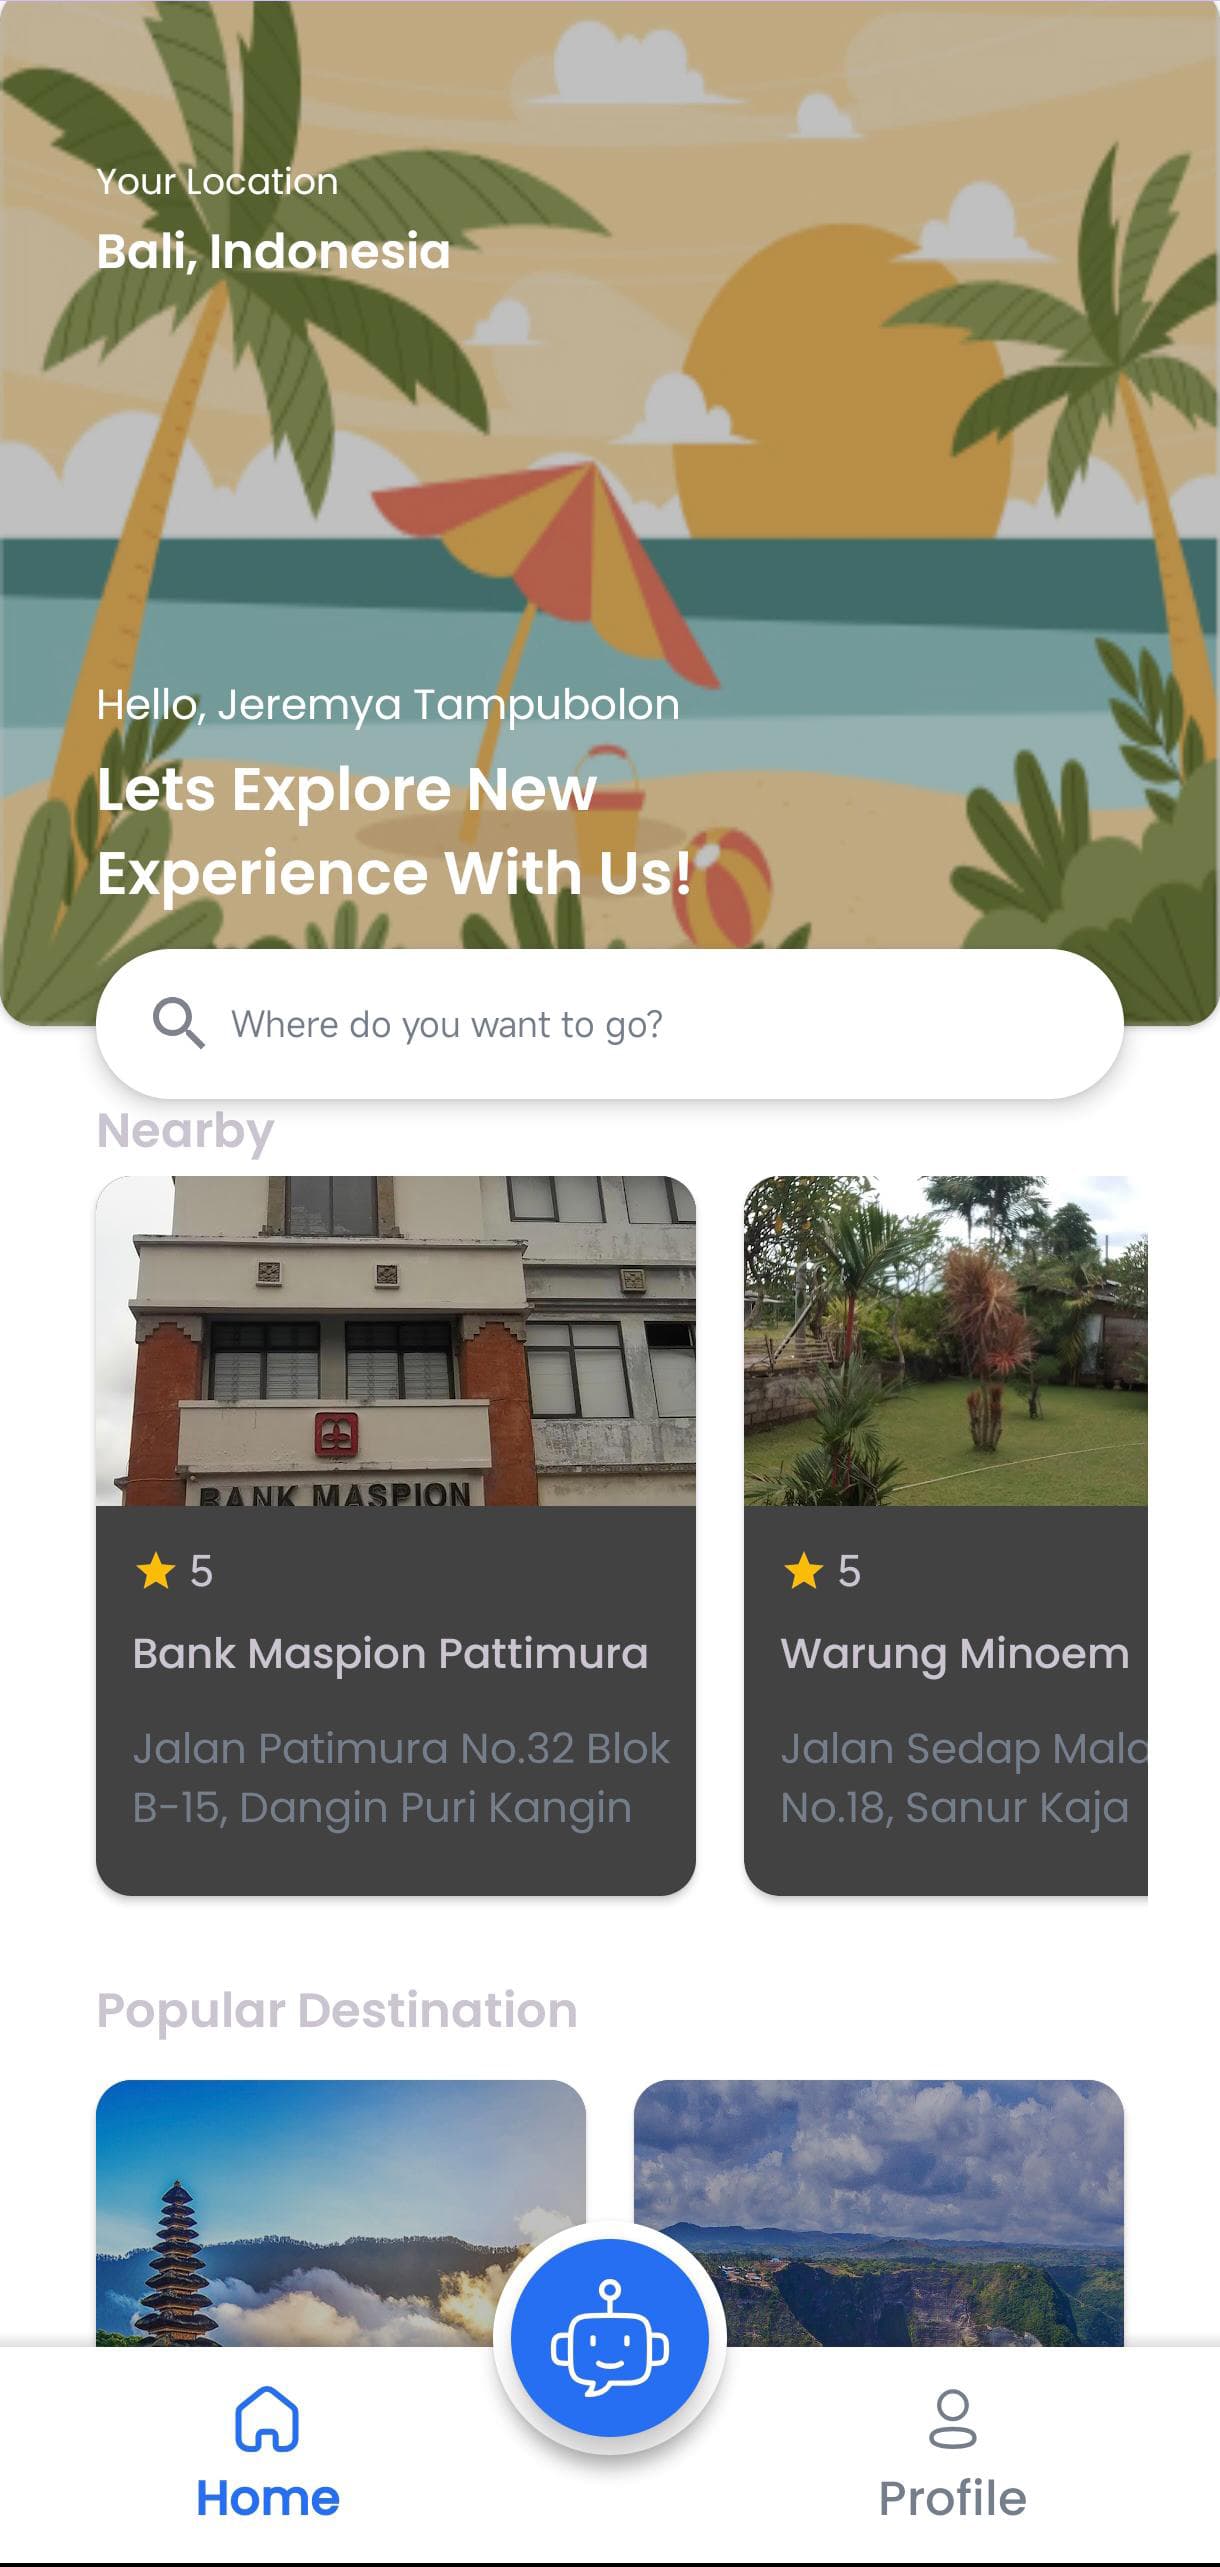 Your Location
Bali, Indonesia
Hello, Jeremya Tampubolon
Lets Explore New
Experience With Us!
Where do you want to go?
Nearby
BANK MASPION
5
Bank Maspion Pattimura
Jalan Patimura No.32 Blok
B-15, Dangin Puri Kangin
5
Warung Minoem
Jalan Sedap
No.18, Sanur Kaja
Popular Destination
Home
Profile